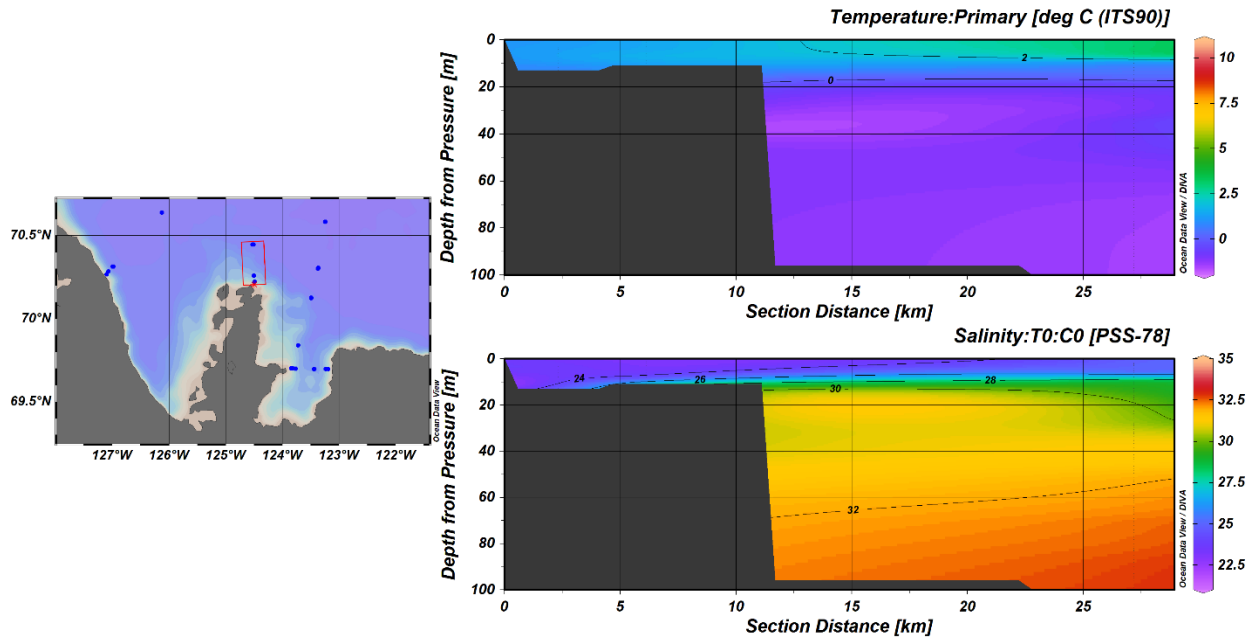 Temperature:Primary [deg C (ITS90)]
Depth from Pressure [m]
0
20
40
60
80
100
2
0
0
5
10
15
20
25
Section Distance [km]
10
7.5
5
2.5
0
Ocean Data View / DIVA
70.5°N
70°N
69.5°N
127°W
126°W
125°W
124°W
123°W
122°W
Ocean Data View
Salinity:T0:C0 [PSS-78]
Depth from Pressure [m]
0
20
40
60
80
100
24
26
28
30
32
0
5
10
15
20
25
Section Distance [km]
35
32.5
30
27.5
25
22.5
Ocean Data View / DIVA